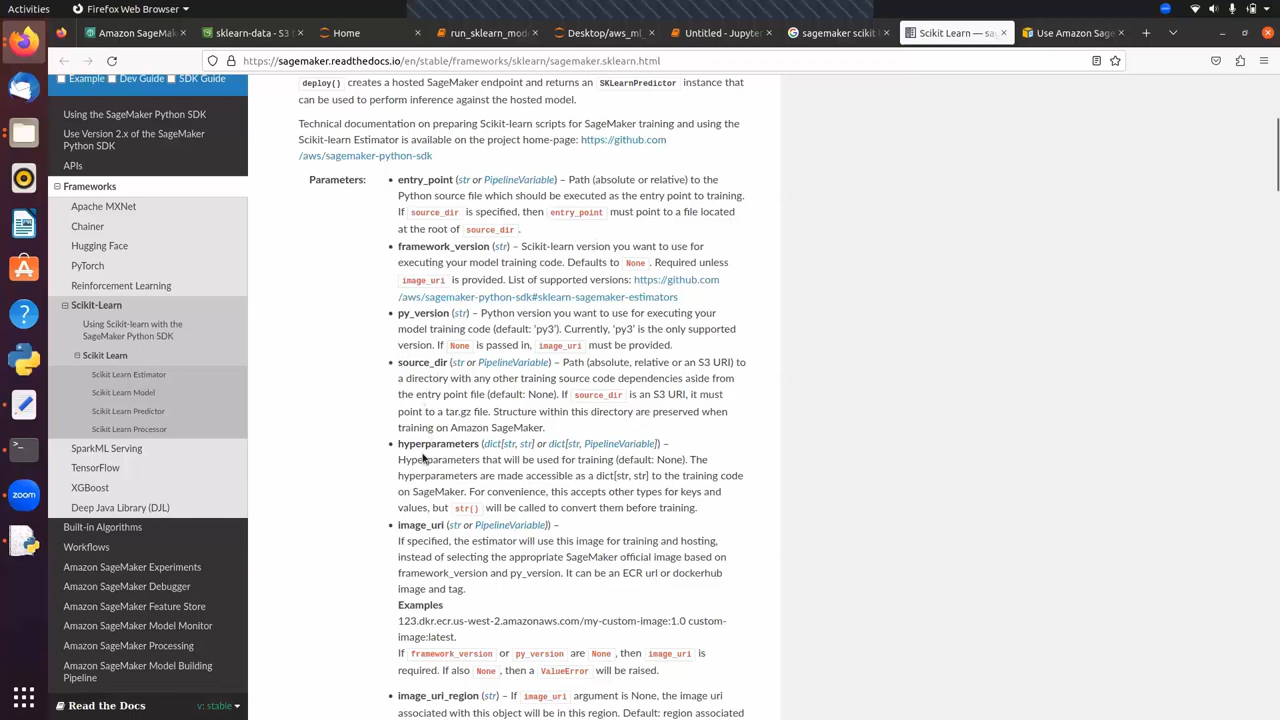 Activities
Firefox Web Browser
Amazon SageMak
sklearn-data - S3
Home
run_sklearn_mod
Desktop/aws_ml_
Untitled - Jupyter
sagemaker scikit
Scikit Learn — sag
Use Amazon Sage
https://sagemaker.readthedocs.io/en/stable/frameworks/sklearn/sagemaker.sklearn.html
Example Dev Guide SDK Guide
Using the SageMaker Python SDK
Use Version 2.x of the SageMaker
Python SDK
APIs
Frameworks
Apache MXNet
Chainer
Hugging Face
PyTorch
Reinforcement Learning
Scikit-Learn
Using Scikit-learn with the
SageMaker Python SDK
Scikit Learn
Scikit Learn Estimator
Scikit Learn Model
Scikit Learn Predictor
Scikit Learn Processor
SparkML Serving
TensorFlow
XGBoost
Deep Java Library (DJL)
Built-in Algorithms
Workflows
Amazon SageMaker Experiments
Amazon SageMaker Debugger
Amazon SageMaker Feature Store
Amazon SageMaker Model Monitor
Amazon SageMaker Processing
Amazon SageMaker Model Building
Pipeline
Read the Docs
v: stable
zoom
deploy() creates a hosted SageMaker endpoint and returns an SKLearnPredictor instance that
can be used to perform inference against the hosted model.
Technical documentation on preparing Scikit-learn scripts for SageMaker training and using the
Scikit-learn Estimator is available on the project home-page: https://github.com
/aws/sagemaker-python-sdk
Parameters:
• entry_point (str or PipelineVariable) – Path (absolute or relative) to the
Python source file which should be executed as the entry point to training.
If source_dir is specified, then entry_point must point to a file located
at the root of source_dir .
• framework_version (str) – Scikit-learn version you want to use for
executing your model training code. Defaults to None . Required unless
image_uri is provided. List of supported versions: https://github.com
/aws/sagemaker-python-sdk#sklearn-sagemaker-estimators
• py_version (str) – Python version you want to use for executing your
model training code (default: ‘py3’). Currently, ‘py3’ is the only supported
version. If None is passed in, image_uri must be provided.
• source_dir (str or PipelineVariable) – Path (absolute, relative or an S3 URI) to
a directory with any other training source code dependencies aside from
the entry point file (default: None). If source_dir is an S3 URI, it must
point to a tar.gz file. Structure within this directory are preserved when
training on Amazon SageMaker.
• hyperparameters (dict[str, str] or dict[str, PipelineVariable]) –
Hyperparameters that will be used for training (default: None). The
hyperparameters are made accessible as a dict[str, str] to the training code
on SageMaker. For convenience, this accepts other types for keys and
values, but str() will be called to convert them before training.
• image_uri (str or PipelineVariable)) –
If specified, the estimator will use this image for training and hosting,
instead of selecting the appropriate SageMaker official image based on
framework_version and py_version. It can be an ECR url or dockerhub
image and tag.
Examples
123.dkr.ecr.us-west-2.amazonaws.com/my-custom-image:1.0 custom-
image:latest.
If framework_version or py_version are None , then image_uri is
required. If also None , then a ValueError will be raised.
• image_uri_region (str) – If image_uri argument is None, the image uri
associated with this object will be in this region. Default: region associated